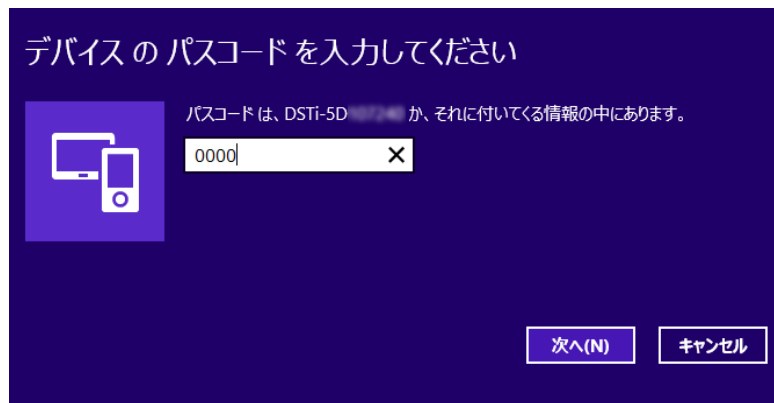 デバイス の パスコード を入力してください
パスコード は、DSTi-5D か、それに付いてくる情報の中にあります。
0000
次へ(N)
キャンセル